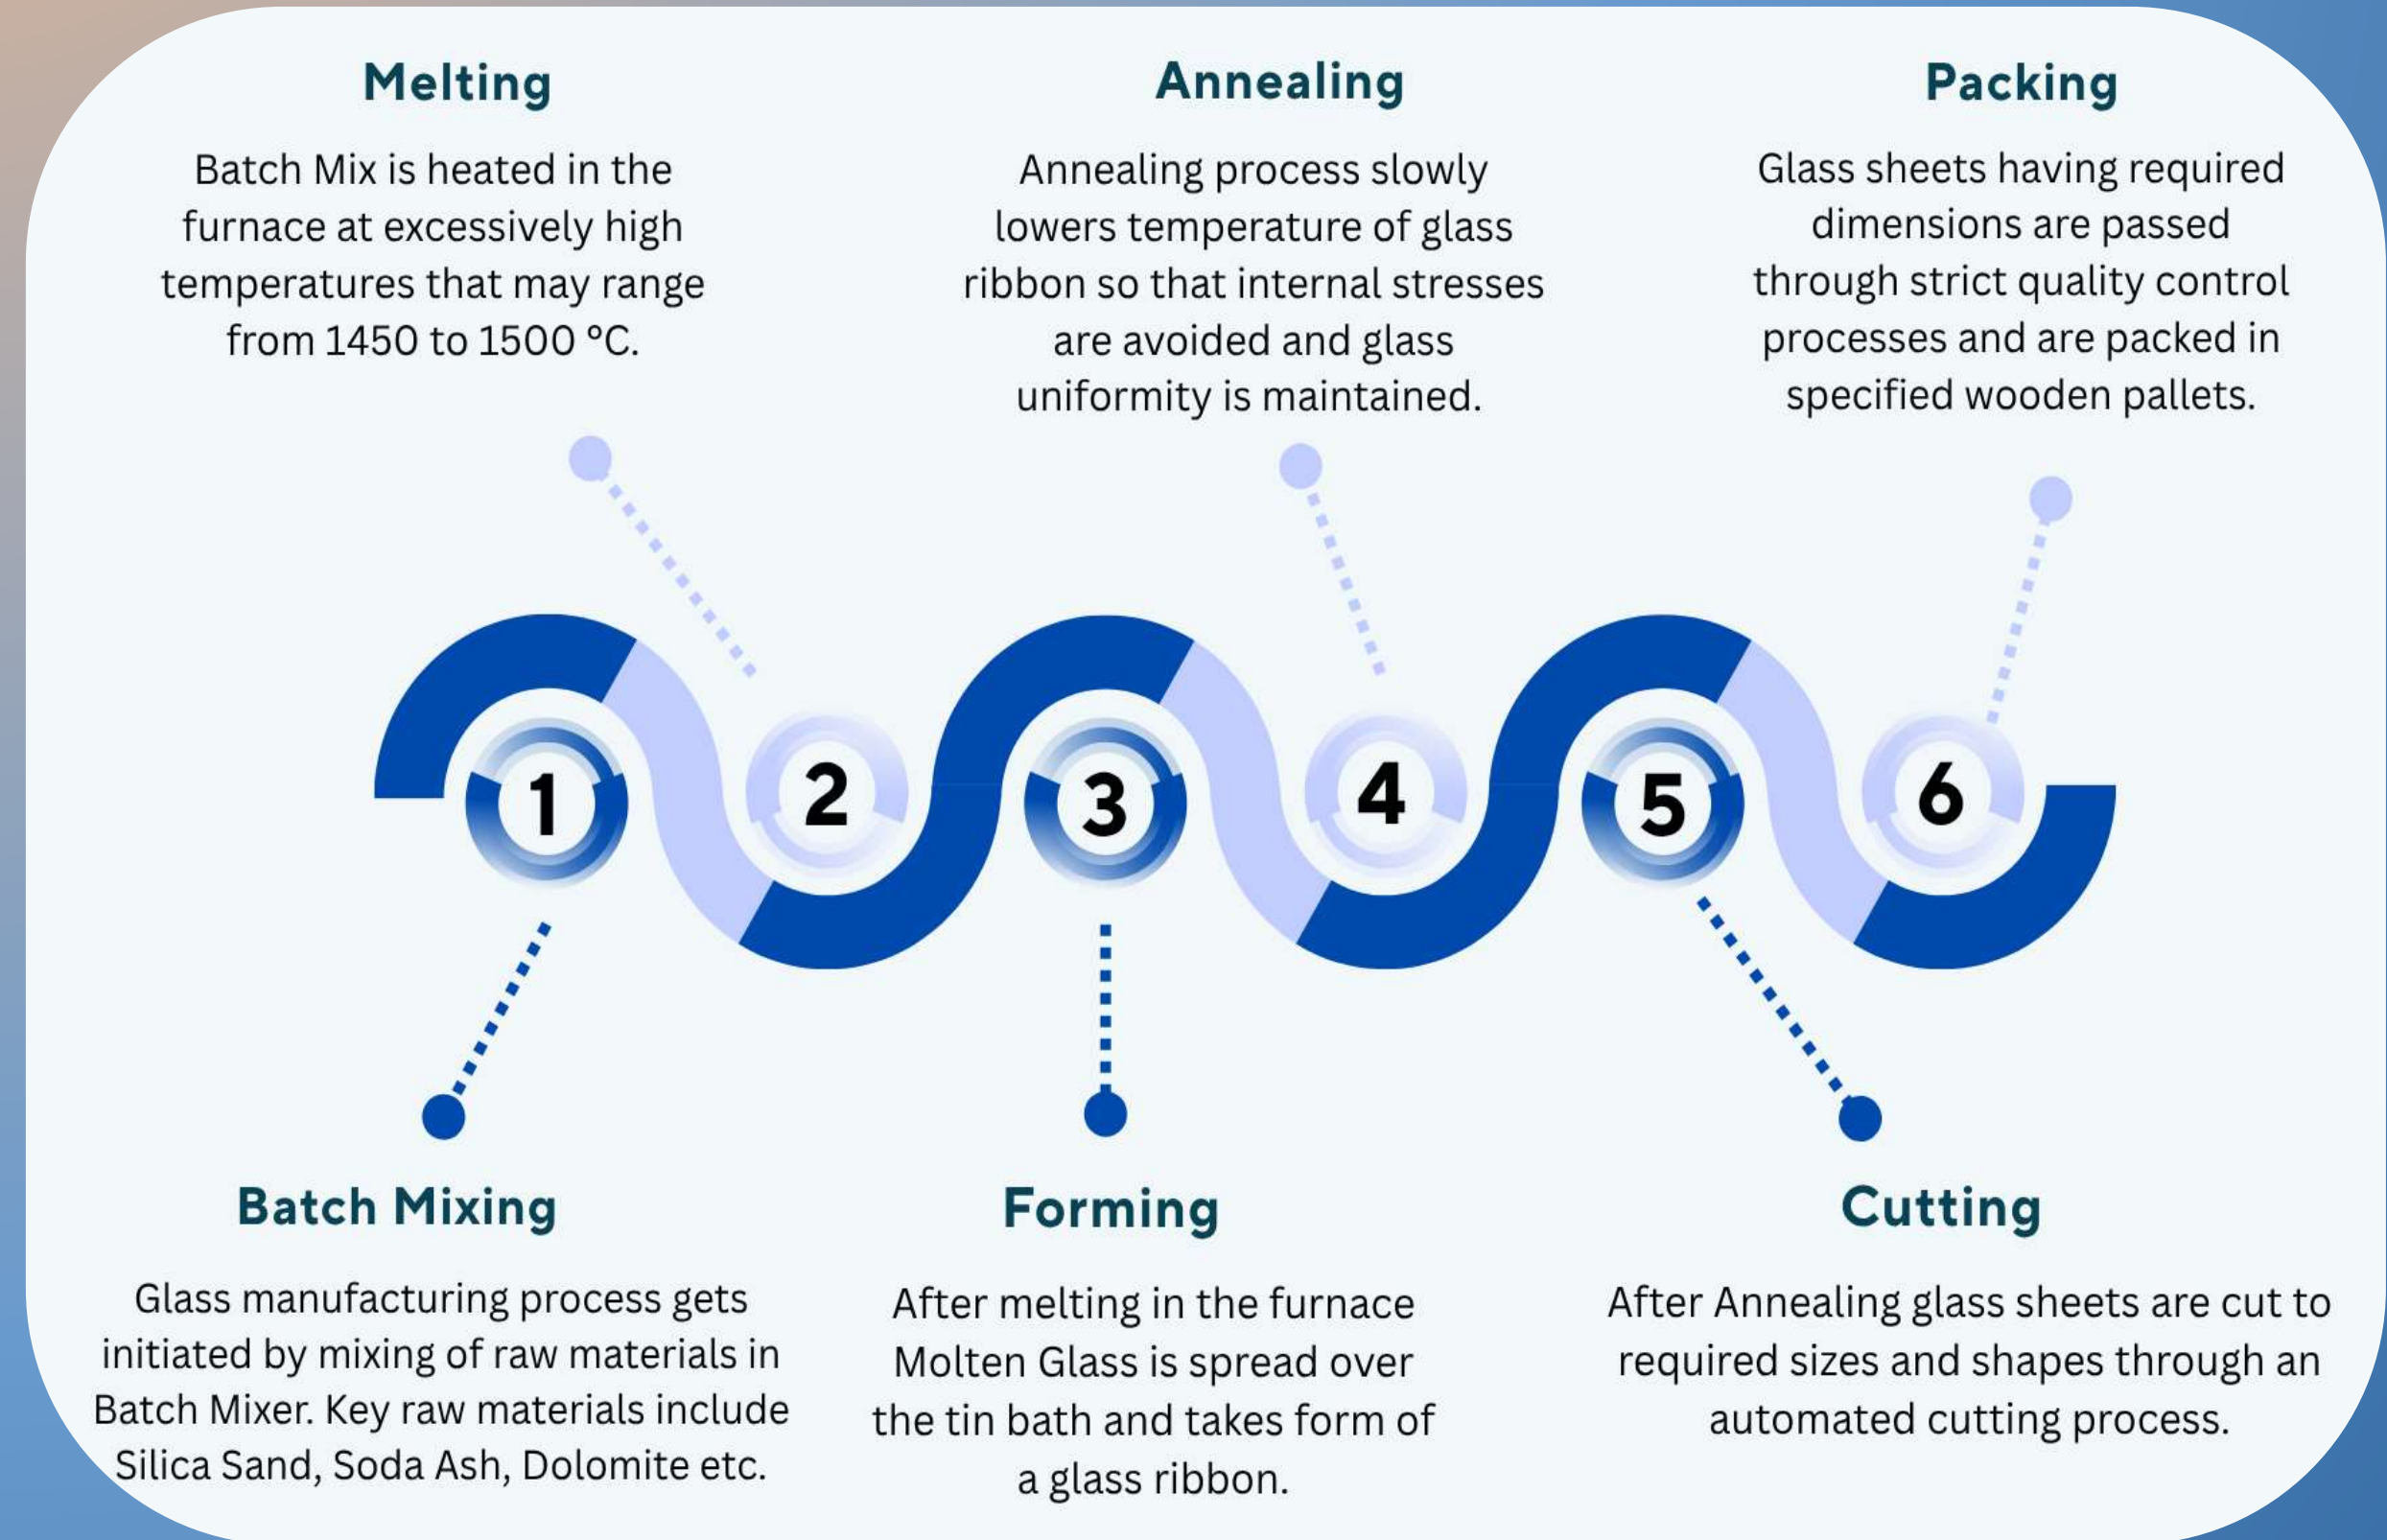 Melting
Batch Mix is heated in the
furnace at excessively high
temperatures that may range
from 1450 to 1500 °C.
Annealing
Annealing process slowly
lowers temperature of glass
ribbon so that internal stresses
are avoided and glass
uniformity is maintained.
Packing
Glass sheets having required
dimensions are passed
through strict quality control
processes and are packed in
specified wooden pallets.
1
2
3
4
5
6
Batch Mixing
Glass manufacturing process gets
initiated by mixing of raw materials in
Batch Mixer. Key raw materials include
Silica Sand, Soda Ash, Dolomite etc.
Forming
After melting in the furnace
Molten Glass is spread over
the tin bath and takes form of
a glass ribbon.
Cutting
After Annealing glass sheets are cut to
required sizes and shapes through an
automated cutting process.